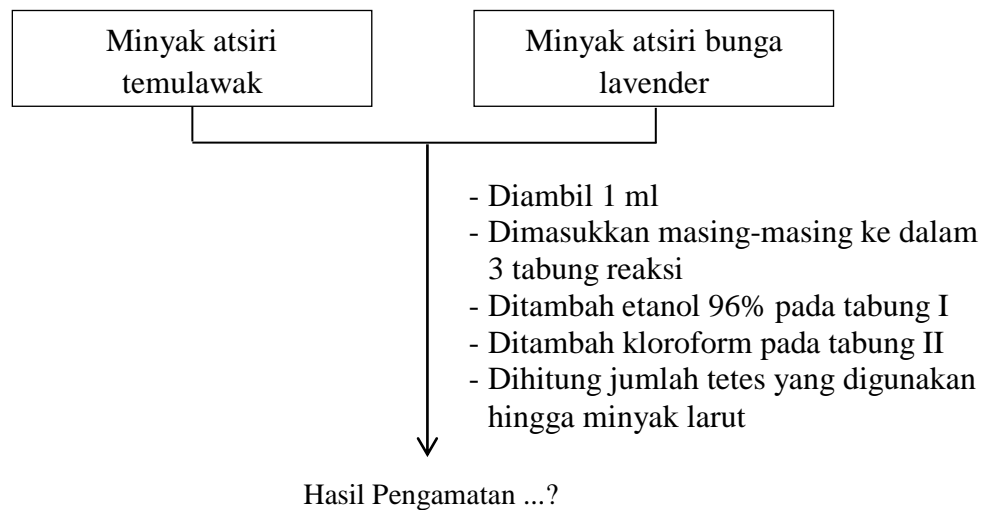 Minyak atsiri
temulawak
Minyak atsiri bunga
lavender
- Diambil 1 ml
- Dimasukkan masing-masing ke dalam
3 tabung reaksi
- Ditambah etanol 96% pada tabung I
- Ditambah kloroform pada tabung II
- Dihitung jumlah tetes yang digunakan
hingga minyak larut
Hasil Pengamatan ...?